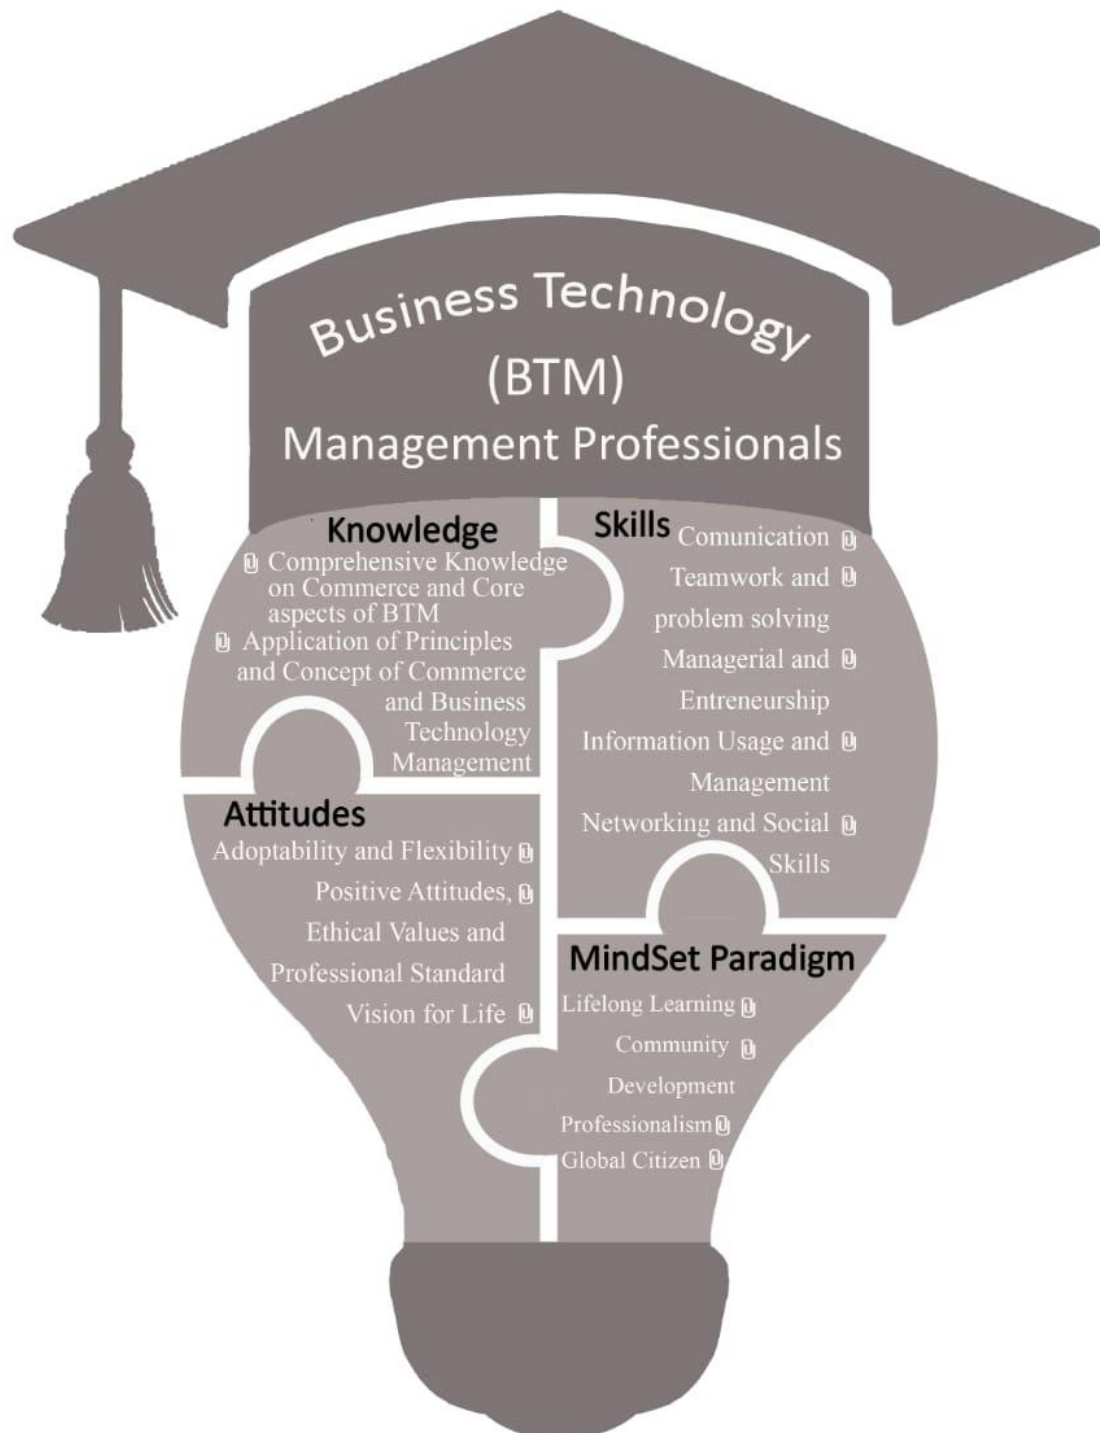 Business Technology
(BTM)
Management Professionals
Knowledge
Comprehensive Knowledge
on Commerce and Core
aspects of BTM
Application of Principles
and Concept of Commerce
and Business
Technology
Management
Skills
Comunication
Teamwork and
problem solving
Managerial and
Entreneurship
Information Usage and
Management
Networking and Social
Skills
Attitudes
Adoptability and Flexibility
Positive Attitudes,
Ethical Values and
Professional Standard
Vision for Life
MindSet Paradigm
Lifelong Learning
Community
Development
Professionalism
Global Citizen